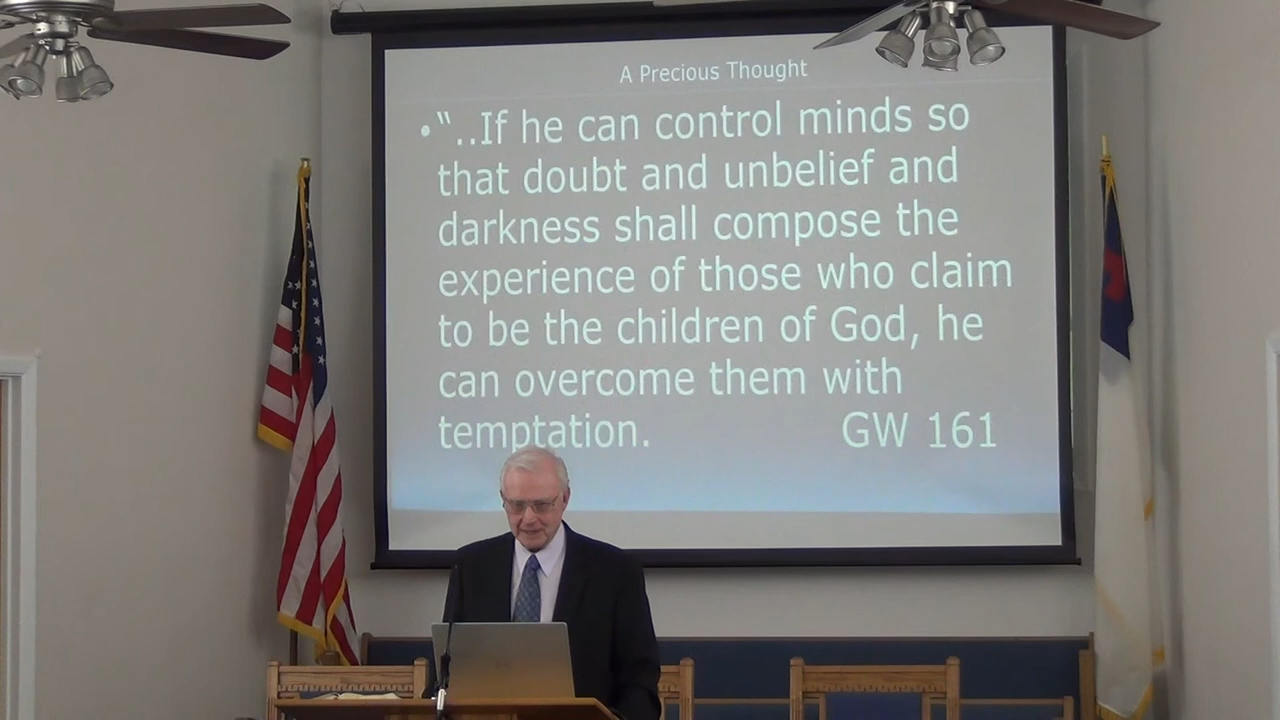 A Precious Thought
•“..If he can control minds so
that doubt and unbelief and
darkness shall compose the
experience of those who claim
to be the children of God, he
can overcome them with
temptation. GW 161